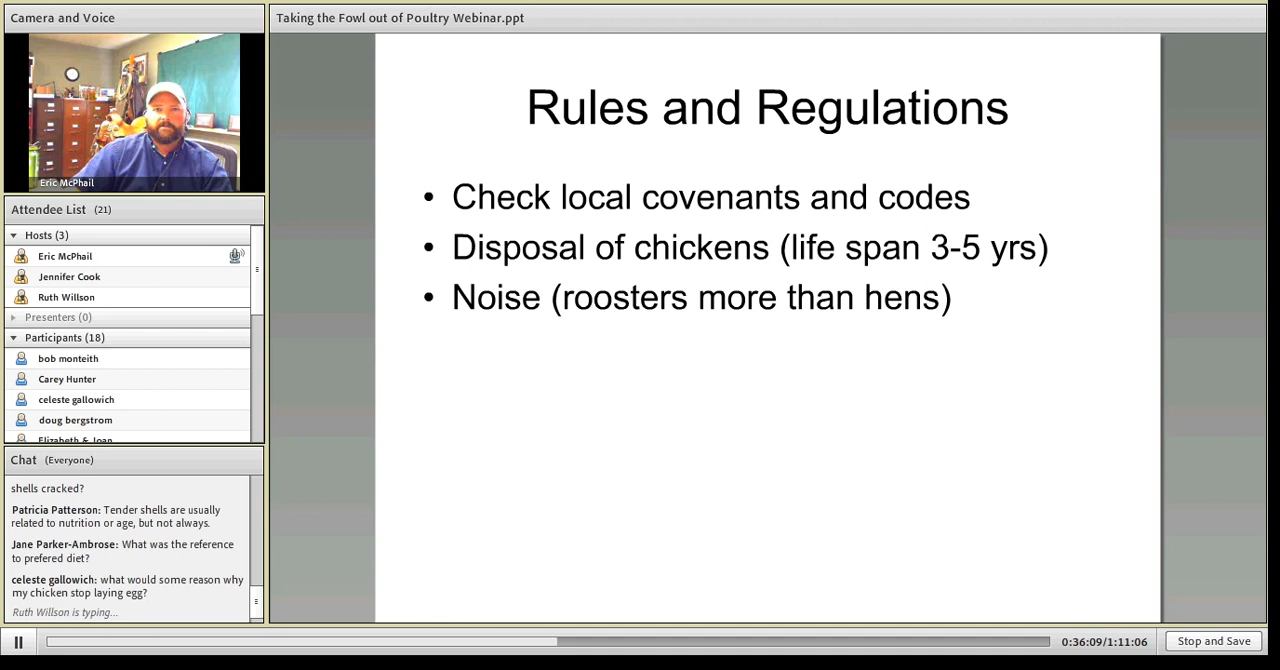 Camera and Voice
Taking the Fowl out of Poultry Webinar.ppt
Eric McPhail
Attendee List (21)
Hosts (3)
Eric McPhail
Jennifer Cook
Ruth Willson
Presenters (0)
Participants (18)
bob monteith
Carey Hunter
celeste gallowich
doug bergstrom
Elizabeth & Joan
Chat (Everyone)
shells cracked?
Patricia Patterson: Tender shells are usually
related to nutrition or age, but not always.
Jane Parker-Ambrose: What was the reference
to prefered diet?
celeste gallowich: what would some reason why
my chicken stop laying egg?
Ruth Willson is typing...
Rules and Regulations
• Check local covenants and codes
• Disposal of chickens (life span 3-5 yrs)
• Noise (roosters more than hens)
0:36:09/1:11:06
Stop and Save